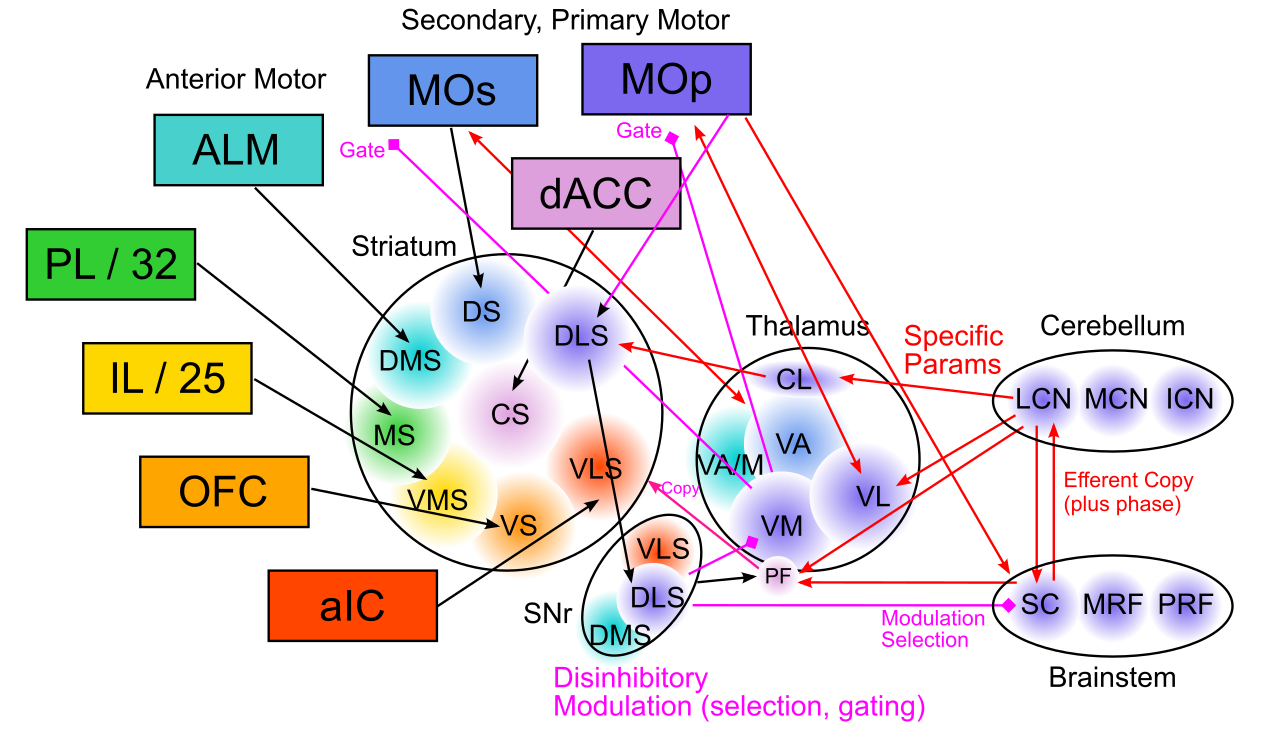 Secondary, Primary Motor
Anterior Motor
MOs
MOp
ALM
Gate
Gate
dACC
PL / 32
Striatum
DS
DLS
DMS
Thalamus
Specific
Params
Cerebellum
IL / 25
CL
LCN MCN ICN
CS
MS
VA
VA/M
VLS
VL
OFC
VMS
VS
Copy
VM
Efferent Copy
(plus phase)
aIC
VLS
PF
SNr
DLS
DMS
SC MRF PRF
Modulation
Selection
Brainstem
Disinhibitory
Modulation (selection, gating)